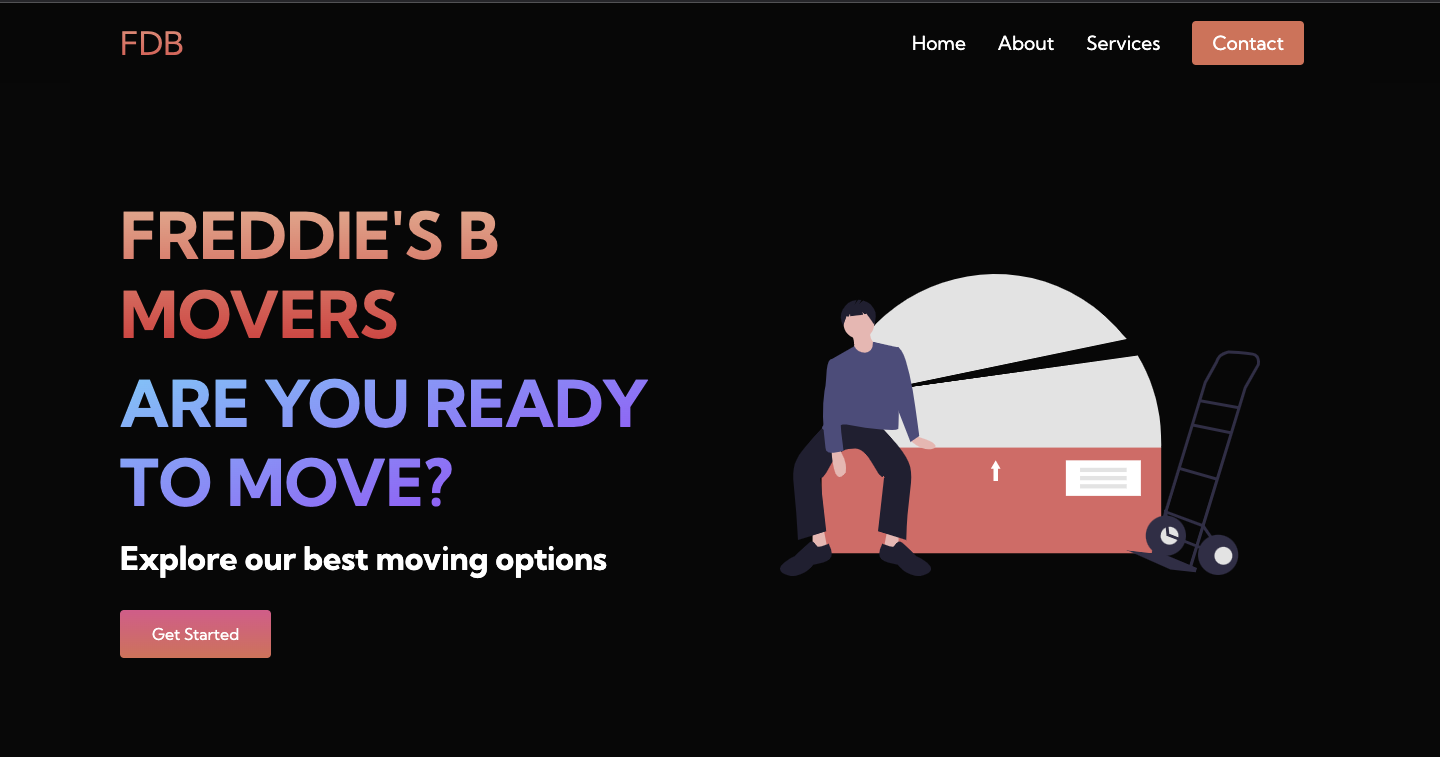 FDB
Home About Services Contact
FREDDIE'S B
MOVERS
ARE YOU READY
TO MOVE?
Explore our best moving options
Get Started